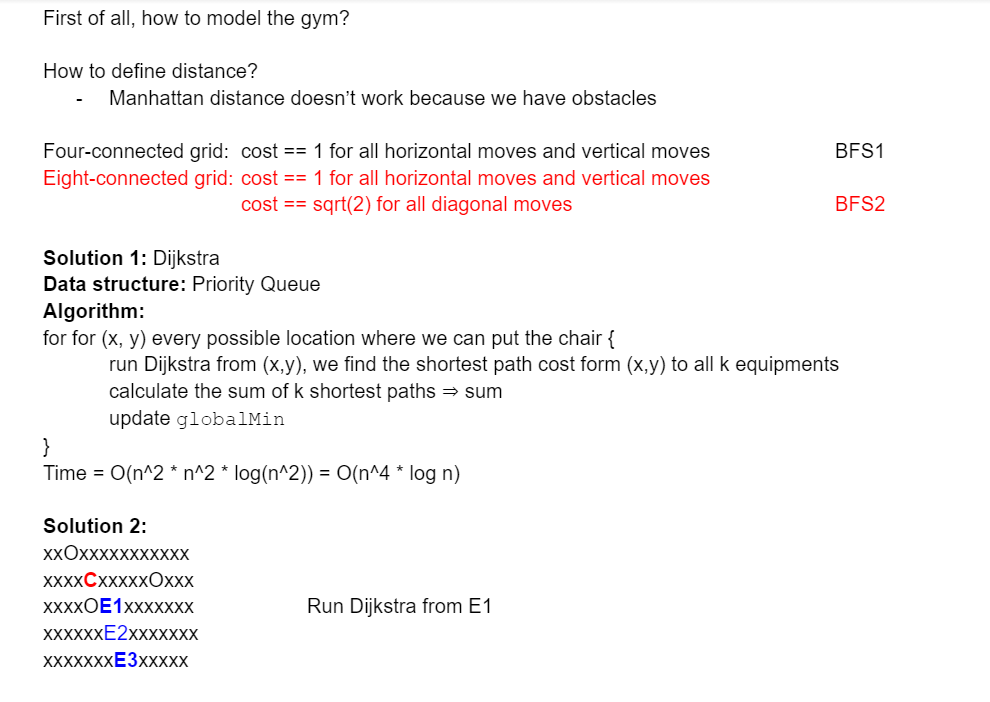 First of all, how to model the gym?
How to define distance?
- Manhattan distance doesn't work because we have obstacles
Four-connected grid: cost == 1 for all horizontal moves and vertical moves BFS1
Eight-connected grid: cost == 1 for all horizontal moves and vertical moves
cost == sqrt(2) for all diagonal moves BFS2
Solution 1: Dijkstra
Data structure: Priority Queue
Algorithm:
for for (x, y) every possible location where we can put the chair {
run Dijkstra from (x,y), we find the shortest path cost form (x,y) to all k equipments
calculate the sum of k shortest paths ⇒ sum
update globalMin
}
Time = O(n^2 * n^2 * log(n^2)) = O(n^4 * log n)
Solution 2:
xxOxxxxxxxxxxx
xxxxCxxxxxOxxx
xxxxOE1xxxxxxx Run Dijkstra from E1
xxxxxxE2xxxxxxx
xxxxxxxE3xxxxx